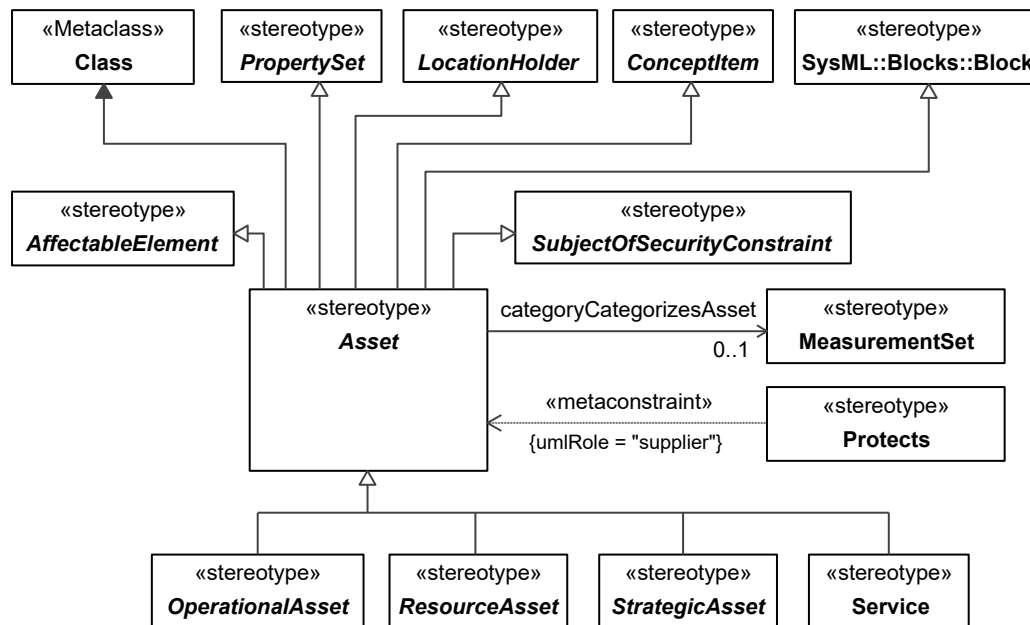 «Metaclass»
Class
«stereotype»
PropertySet
«stereotype»
LocationHolder
«stereotype»
ConceptItem
«stereotype»
SysML::Blocks::Block
«stereotype»
AffectableElement
«stereotype»
SubjectOfSecurityConstraint
«stereotype»
Asset
categoryCategorizesAsset
0..1
«stereotype»
MeasurementSet
«metaconstraint»
{umlRole = "supplier"}
«stereotype»
Protects
«stereotype»
OperationalAsset
«stereotype»
ResourceAsset
«stereotype»
StrategicAsset
«stereotype»
Service